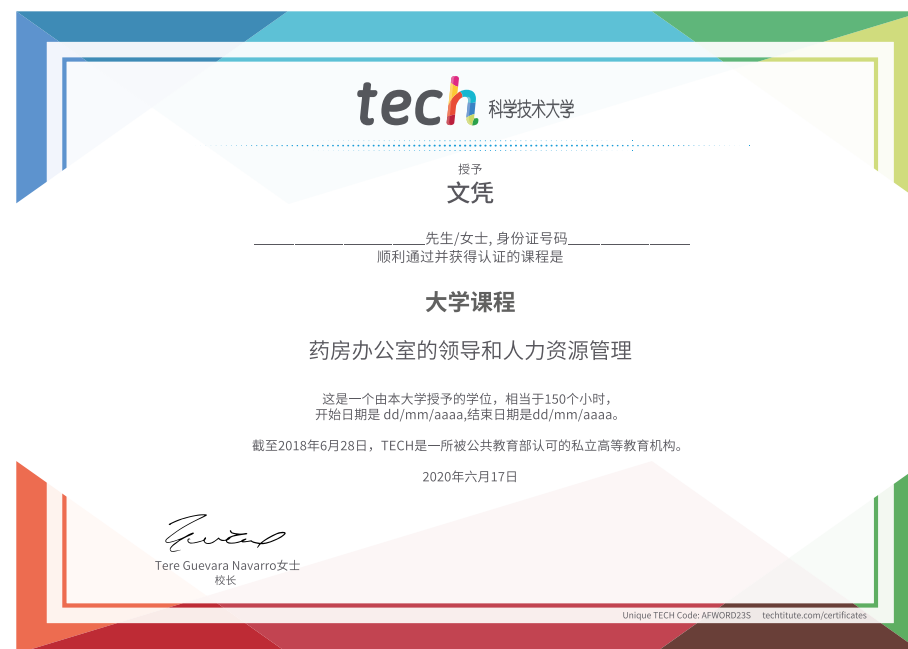 tech 科学技术大学
授予
文凭
先生/女士, 身份证号码
顺利通过并获得认证的课程是
大学课程
药房办公室的领导和人力资源管理
这是一个由本大学授予的学位，相当于150个小时，
开始日期是 dd/mm/aaaa,结束日期是dd/mm/aaaa。
截至2018年6月28日，TECH是一所被公共教育部认可的私立高等教育机构。
2020年六月17日
Tere Guevara Navarro女士
校长
Unique TECH Code: AFWORD23S techtitute.com/certificates